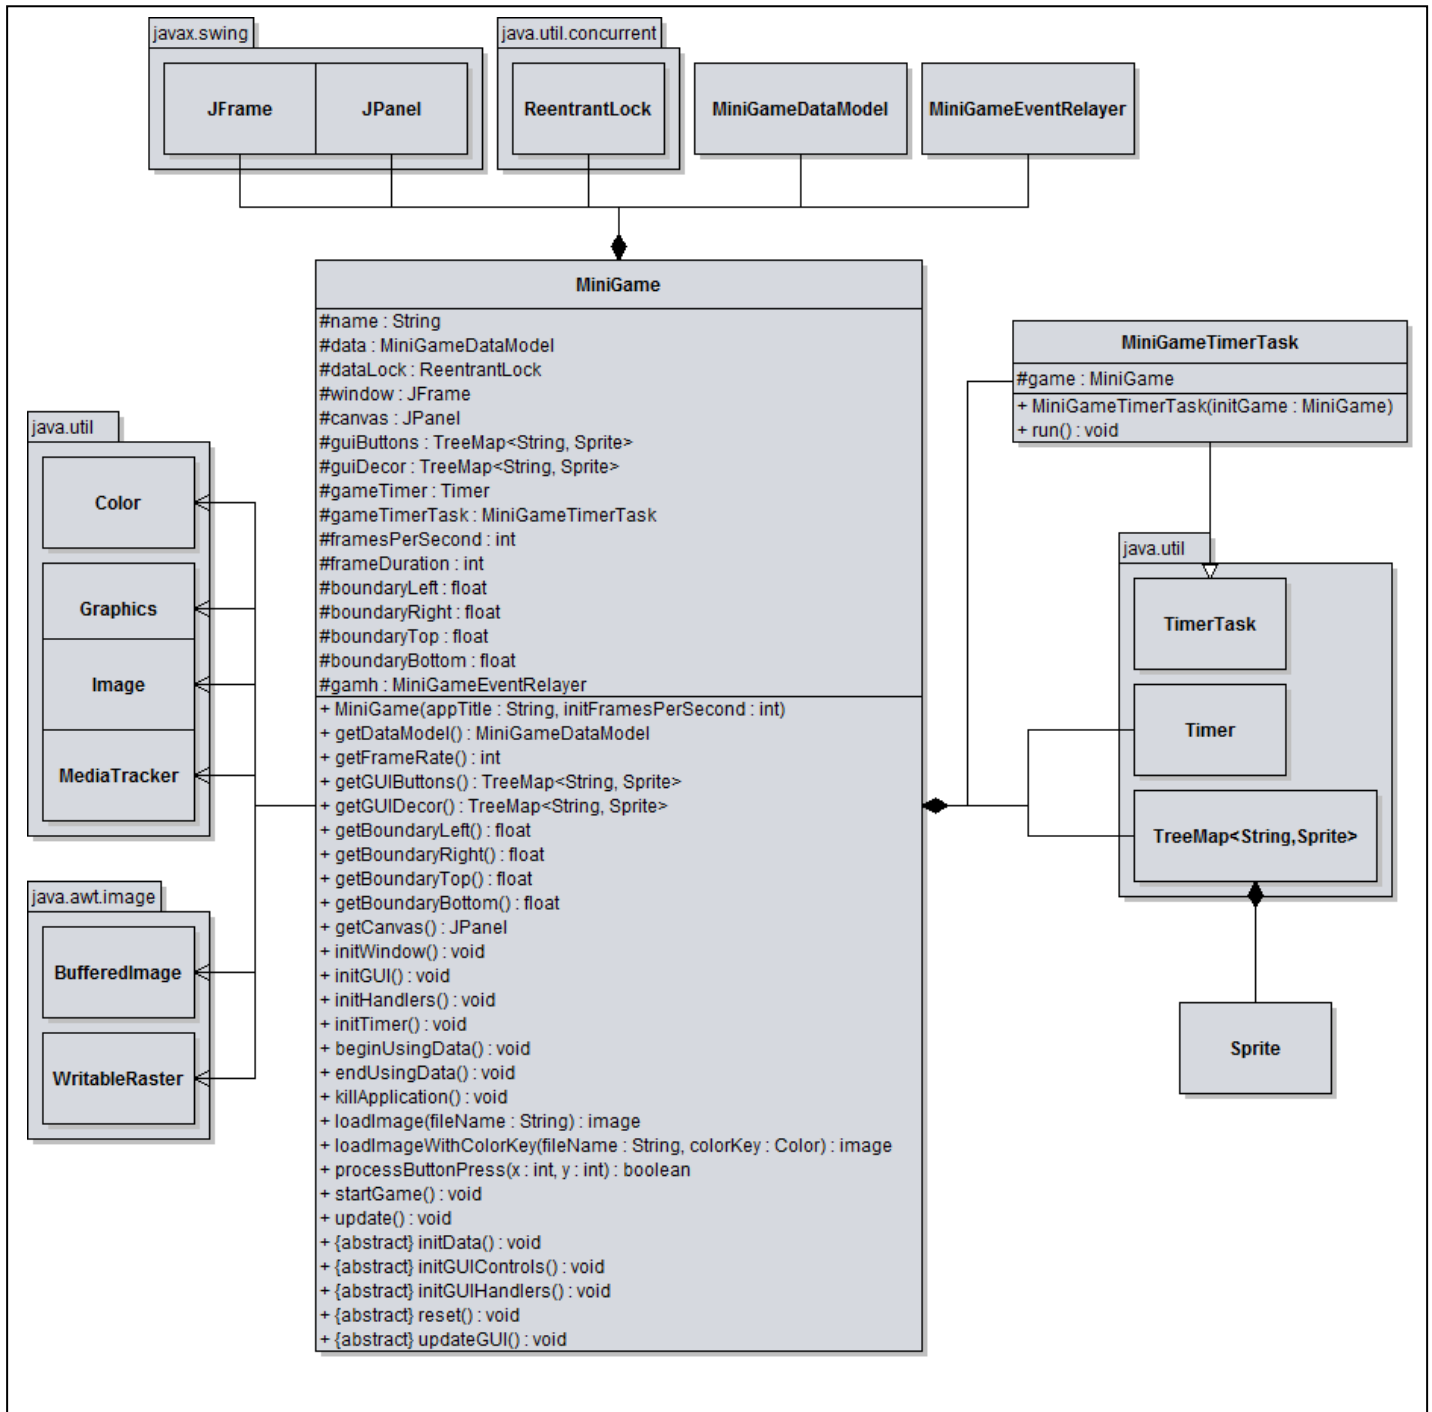 javax.swing
JFrame
JPanel
java.util.concurrent
ReentrantLock
MiniGameDataModel
MiniGameEventRelayer
MiniGame
#name : String
#data : MiniGameDataModel
#dataLock : ReentrantLock
#window : JFrame
#canvas : JPanel
#guiButtons : TreeMap<String, Sprite>
#guiDecor : TreeMap<String, Sprite>
#gameTimer : Timer
#gameTimerTask : MiniGameTimerTask
#framesPerSecond : int
#frameDuration : int
#boundaryLeft : float
#boundaryRight : float
#boundaryTop : float
#boundaryBottom : float
#gamh : MiniGameEventRelayer
+ MiniGame(appTitle : String, initFramesPerSecond : int)
+ getDataModel() : MiniGameDataModel
+ getFrameRate() : int
+ getGUIButtons() : TreeMap<String, Sprite>
+ getGUIDecor() : TreeMap<String, Sprite>
+ getBoundaryLeft() : float
+ getBoundaryRight() : float
+ getBoundaryTop() : float
+ getBoundaryBottom() : float
+ getCanvas() : JPanel
+ initWindow() : void
+ initGUI() : void
+ initHandlers() : void
+ initTimer() : void
+ beginUsingData() : void
+ endUsingData() : void
+ killApplication() : void
+ loadImage(fileName : String) : image
+ loadImageWithColorKey(fileName : String, colorKey : Color) : image
+ processButtonPress(x : int, y : int) : boolean
+ startGame() : void
+ update() : void
+ {abstract} initData() : void
+ {abstract} initGUIControls() : void
+ {abstract} initGUIHandlers() : void
+ {abstract} reset() : void
+ {abstract} updateGUI() : void
java.util
Color
Graphics
Image
MediaTracker
java.awt.image
BufferedImage
WritableRaster
MiniGameTimerTask
#game : MiniGame
+ MiniGameTimerTask(initGame : MiniGame)
+ run() : void
java.util
TimerTask
Timer
TreeMap<String,Sprite>
Sprite